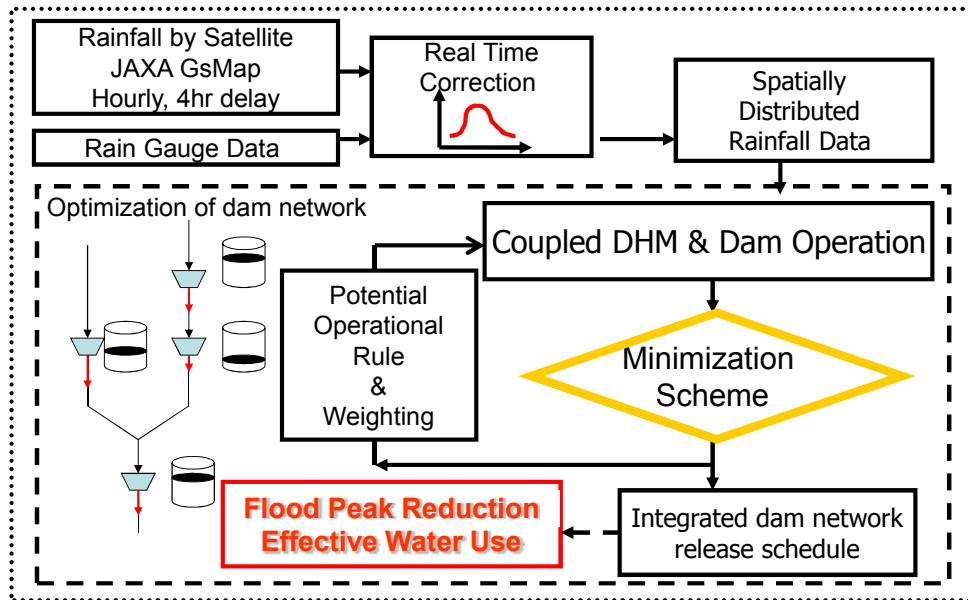 Rainfall by Satellite
JAXA GsMap
Hourly, 4hr delay
Rain Gauge Data
Real Time
Correction
Spatially
Distributed
Rainfall Data
Optimization of dam network
Coupled DHM & Dam Operation
Potential
Operational
Rule
&
Weighting
Minimization
Scheme
Flood Peak Reduction
Effective Water Use
Integrated dam network
release schedule